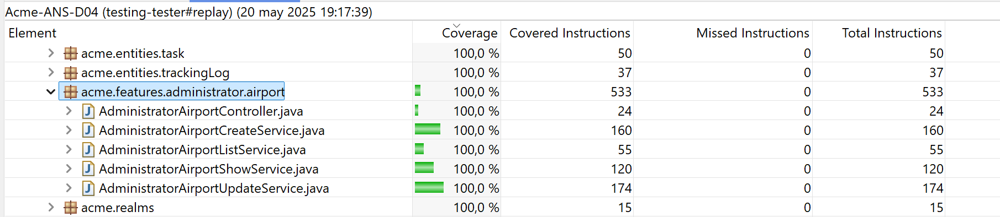 Acme-ANS-D04 (testing-tester#replay) (20 may 2025 19:17:39)
Element Coverage Covered Instructions Missed Instructions Total Instructions
acme.entities.task 100,0 % 50 0 50
acme.entities.trackingLog 100,0 % 37 0 37
acme.features.administrator.airport 100,0 % 533 0 533
AdministratorAirportController.java 100,0 % 24 0 24
AdministratorAirportCreateService.java 100,0 % 160 0 160
AdministratorAirportListService.java 100,0 % 55 0 55
AdministratorAirportShowService.java 100,0 % 120 0 120
AdministratorAirportUpdateService.java 100,0 % 174 0 174
acme.realms 100,0 % 15 0 15